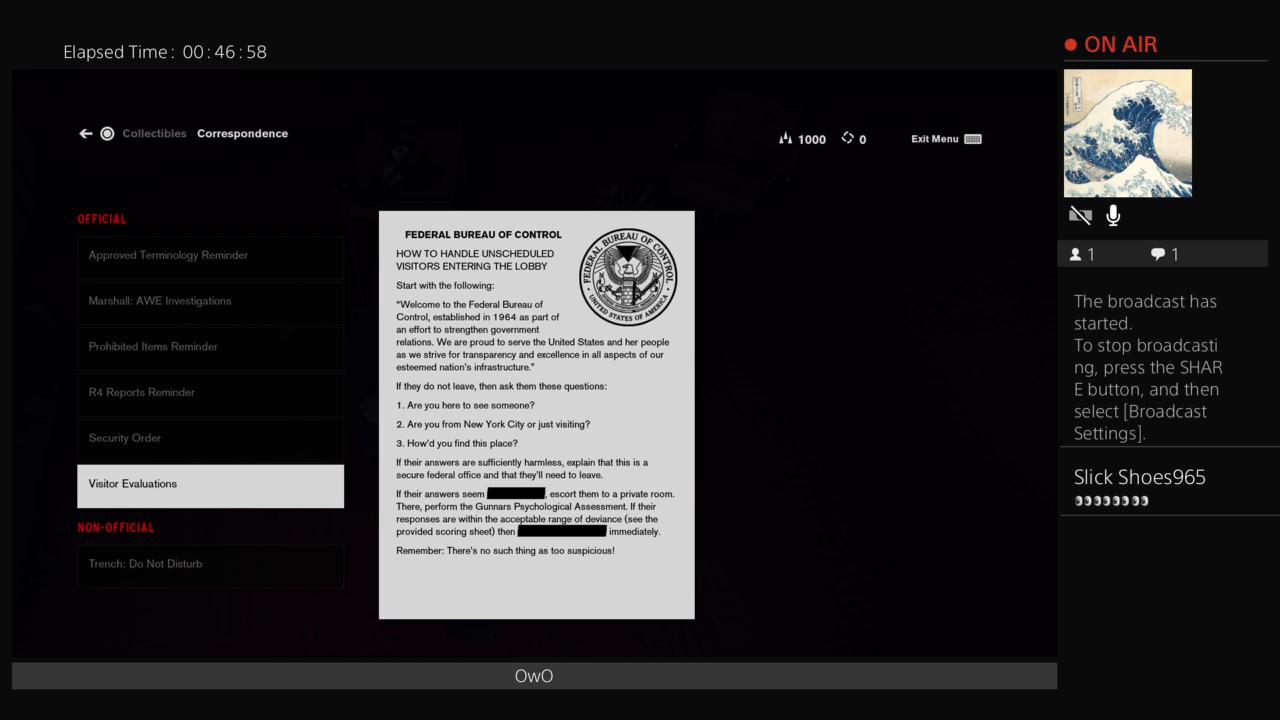 Elapsed Time: 00:46:58
ON AIR
Collectibles Correspondence
1000 0 Exit Menu
OFFICIAL
Approved Terminology Reminder
Marshall: AWE Investigations
Prohibited Items Reminder
R4 Reports Reminder
Security Order
Visitor Evaluations
NON-OFFICIAL
Trench: Do Not Disturb
FEDERAL BUREAU OF CONTROL
HOW TO HANDLE UNSCHEDULED
VISITORS ENTERING THE LOBBY
Start with the following:
"Welcome to the Federal Bureau of
Control, established in 1964 as part of
an effort to strengthen government
relations. We are proud to serve the United States and her people
as we strive for transparency and excellence in all aspects of our
esteemed nation's infrastructure."
If they do not leave, then ask them these questions:
1. Are you here to see someone?
2. Are you from New York City or just visiting?
3. How'd you find this place?
If their answers are sufficiently harmless, explain that this is a
secure federal office and that they'll need to leave.
If their answers seem , escort them to a private room.
There, perform the Gunnars Psychological Assessment. If their
responses are within the acceptable range of deviance (see the
provided scoring sheet) then immediately.
Remember: There's no such thing as too suspicious!
FEDERAL BUREAU OF CONTROL
UNITED STATES OF AMERICA
1 1
The broadcast has
started.
To stop broadcasti
ng, press the SHAR
E button, and then
select [Broadcast
Settings].
Slick Shoes965
OwO